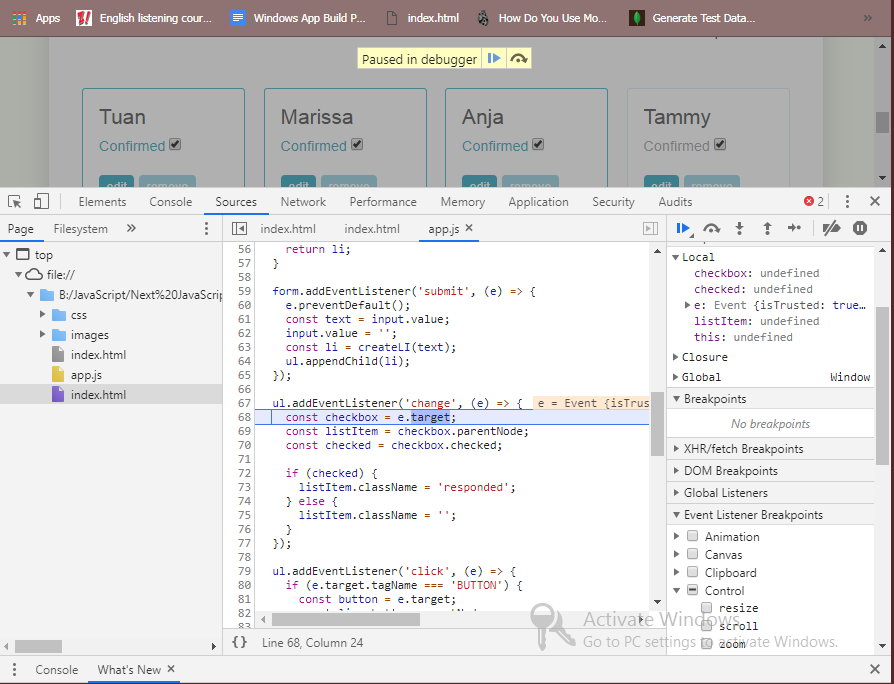 Apps English listening cour... Windows App Build P... index.html How Do You Use Mo... Generate Test Data... »
Paused in debugger
Tuan Marissa Anja Tammy
Confirmed Confirmed Confirmed Confirmed
edit remove edit remove edit remove edit remove
Elements Console Sources Network Performance Memory Application Security Audits 2
Page Filesystem »
index.html index.html app.js ×
top
file://
B:/JavaScript/Next%20JavaScrip
css
images
index.html
app.js
index.html
56 return li;
57 }
58
59 form.addEventListener('submit', (e) => {
60 e.preventDefault();
61 const text = input.value;
62 input.value = '';
63 const li = createLI(text);
64 ul.appendChild(li);
65 });
66
67 ul.addEventListener('change', (e) => { e = Event {isTrus
68 const checkbox = e.target;
69 const listItem = checkbox.parentNode;
70 const checked = checkbox.checked;
71
72 if (checked) {
73 listItem.className = 'responded';
74 } else {
75 listItem.className = '';
76 }
77 });
78
79 ul.addEventListener('click', (e) => {
80 if (e.target.tagName === 'BUTTON') {
81 const button = e.target;
82
83
{} Line 68, Column 24
Local
checkbox: undefined
checked: undefined
e: Event {isTrusted: true…
listItem: undefined
this: undefined
Closure
Global Window
Breakpoints
No breakpoints
XHR/fetch Breakpoints
DOM Breakpoints
Global Listeners
Event Listener Breakpoints
Animation
Canvas
Clipboard
Control
resize
scroll
zoom
Activate Windows
Go to PC settings to activate Windows.
Console What's New ×